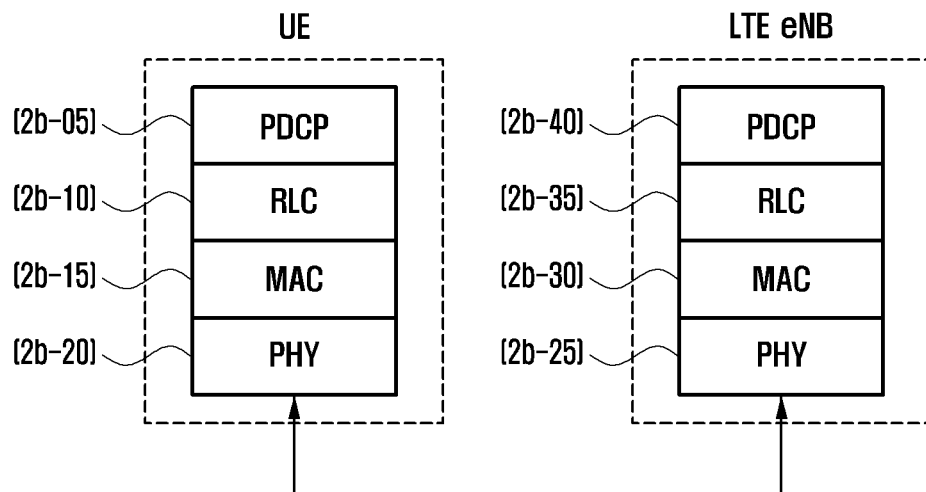 UE
LTE eNB
(2b-05)
PDCP
(2b-40)
PDCP
(2b-10)
RLC
(2b-35)
RLC
(2b-15)
MAC
(2b-30)
MAC
(2b-20)
PHY
(2b-25)
PHY